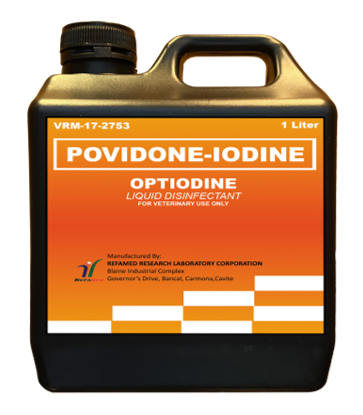 VRM-17-2753 1 Liter
POVIDONE-IODINE
OPTIODINE
LIQUID DISINFECTANT
FOR VETERINARY USE ONLY
Manufactured By:
REFAMED RESEARCH LABORATORY CORPORATION
Blaine Industrial Complex
Governor's Drive, Bancal, Carmona,Cavite
RefaMed